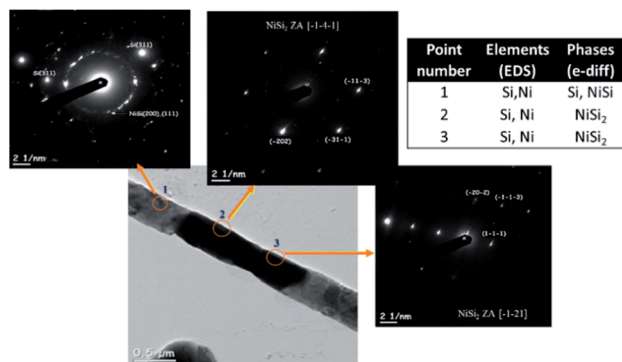 Si(311)
Si(311)
NiSi(200),(111)
2 1/nm
NiSi₂ ZA [-1-4-1]
(-11-3)
(-202)
(-31-1)
2 1/nm
Point number Elements (EDS) Phases (e-diff)
1 Si,Ni Si, NiSi
2 Si, Ni NiSi₂
3 Si, Ni NiSi₂
1
2
3
0.5 µm
(-20-2)
(-1-1-3)
(1-1-1)
NiSi₂ ZA [-1-21]
2 1/nm